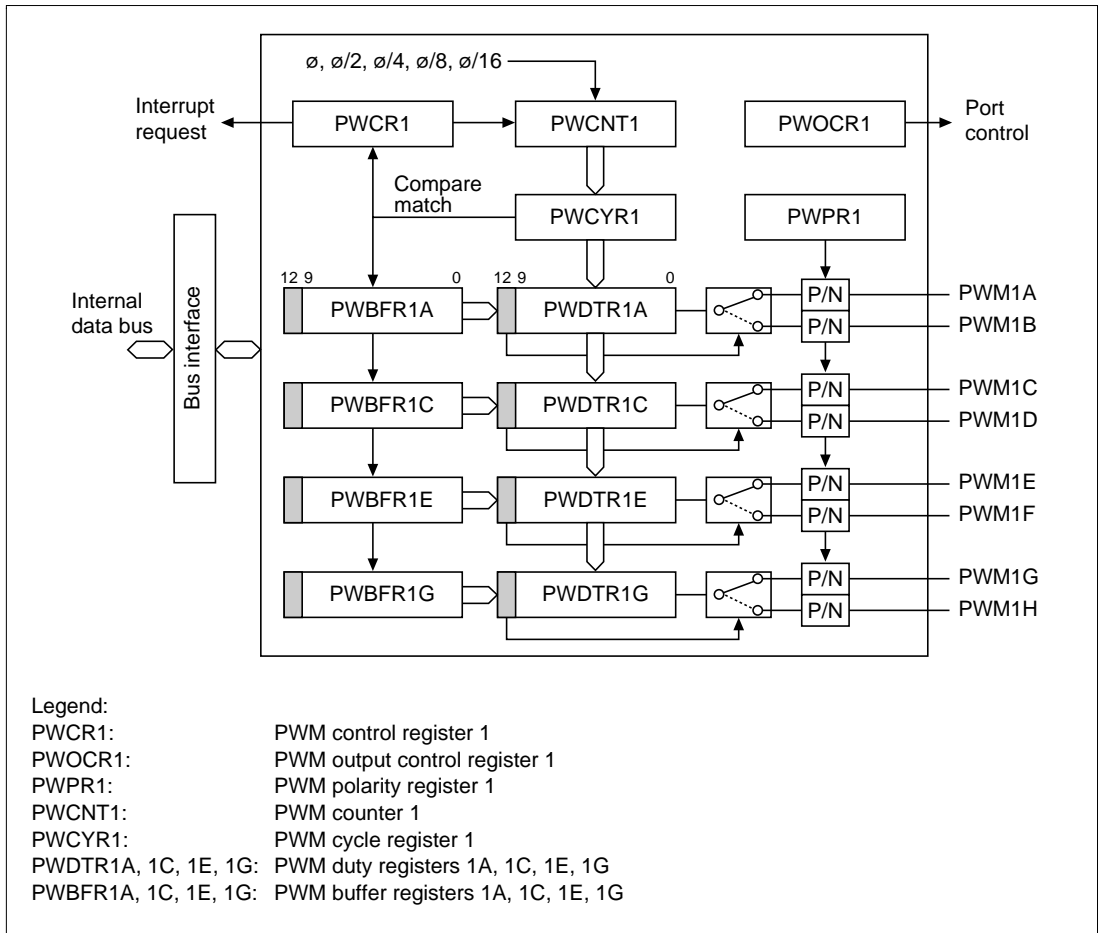 ø, ø/2, ø/4, ø/8, ø/16
Interrupt
request
PWCR1
PWCNT1
PWOCR1
Port
control
Compare
match
PWCYR1
PWPR1
Internal
data bus
Bus interface
12 9 0
12 9 0
PWBFR1A
PWDTR1A
P/N
PWM1A
P/N
PWM1B
PWBFR1C
PWDTR1C
P/N
PWM1C
P/N
PWM1D
PWBFR1E
PWDTR1E
P/N
PWM1E
P/N
PWM1F
PWBFR1G
PWDTR1G
P/N
PWM1G
P/N
PWM1H
Legend:
PWCR1: PWM control register 1
PWOCR1: PWM output control register 1
PWPR1: PWM polarity register 1
PWCNT1: PWM counter 1
PWCYR1: PWM cycle register 1
PWDTR1A, 1C, 1E, 1G: PWM duty registers 1A, 1C, 1E, 1G
PWBFR1A, 1C, 1E, 1G: PWM buffer registers 1A, 1C, 1E, 1G